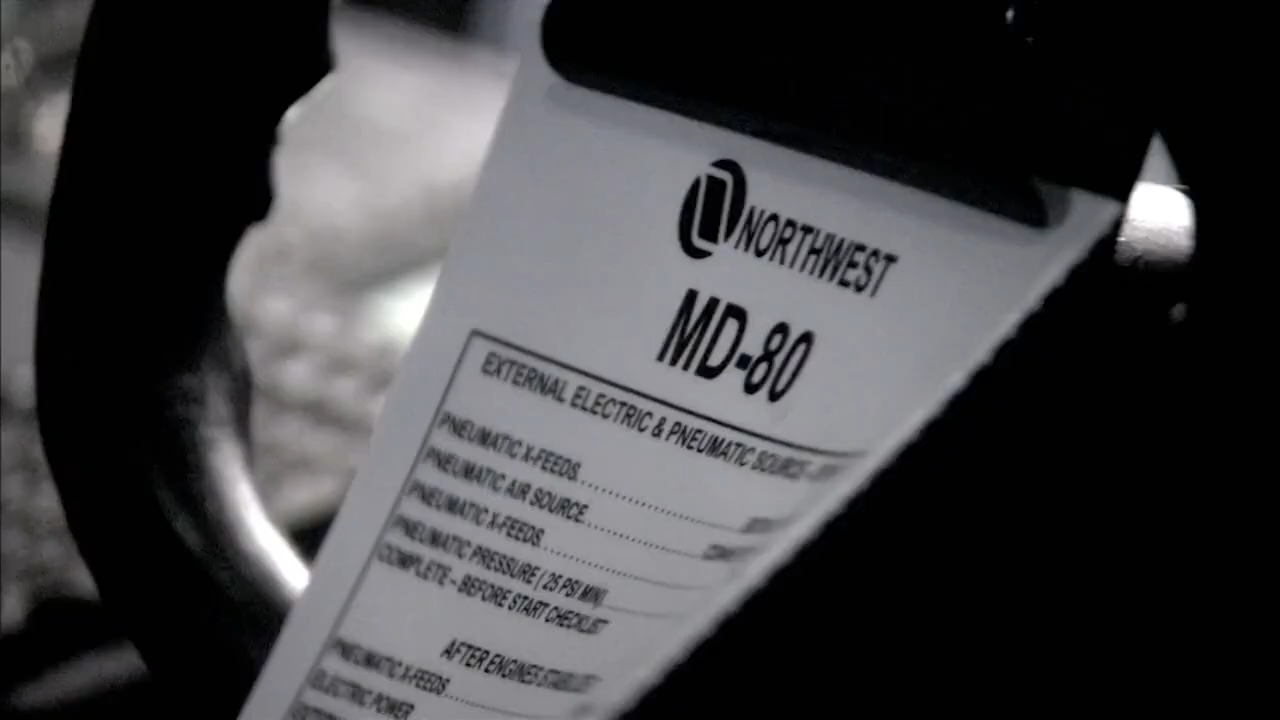 NORTHWEST
MD-80
EXTERNAL ELECTRIC & PNEUMATIC SOURCE
PNEUMATIC X-FEEDS
PNEUMATIC AIR SOURCE
PNEUMATIC X-FEEDS
PNEUMATIC PRESSURE ( 25 PSI MIN)
COMPLETE - BEFORE START CHECKLIST
AFTER ENGINES
PNEUMATIC X-FEEDS
ELECTRIC POWER